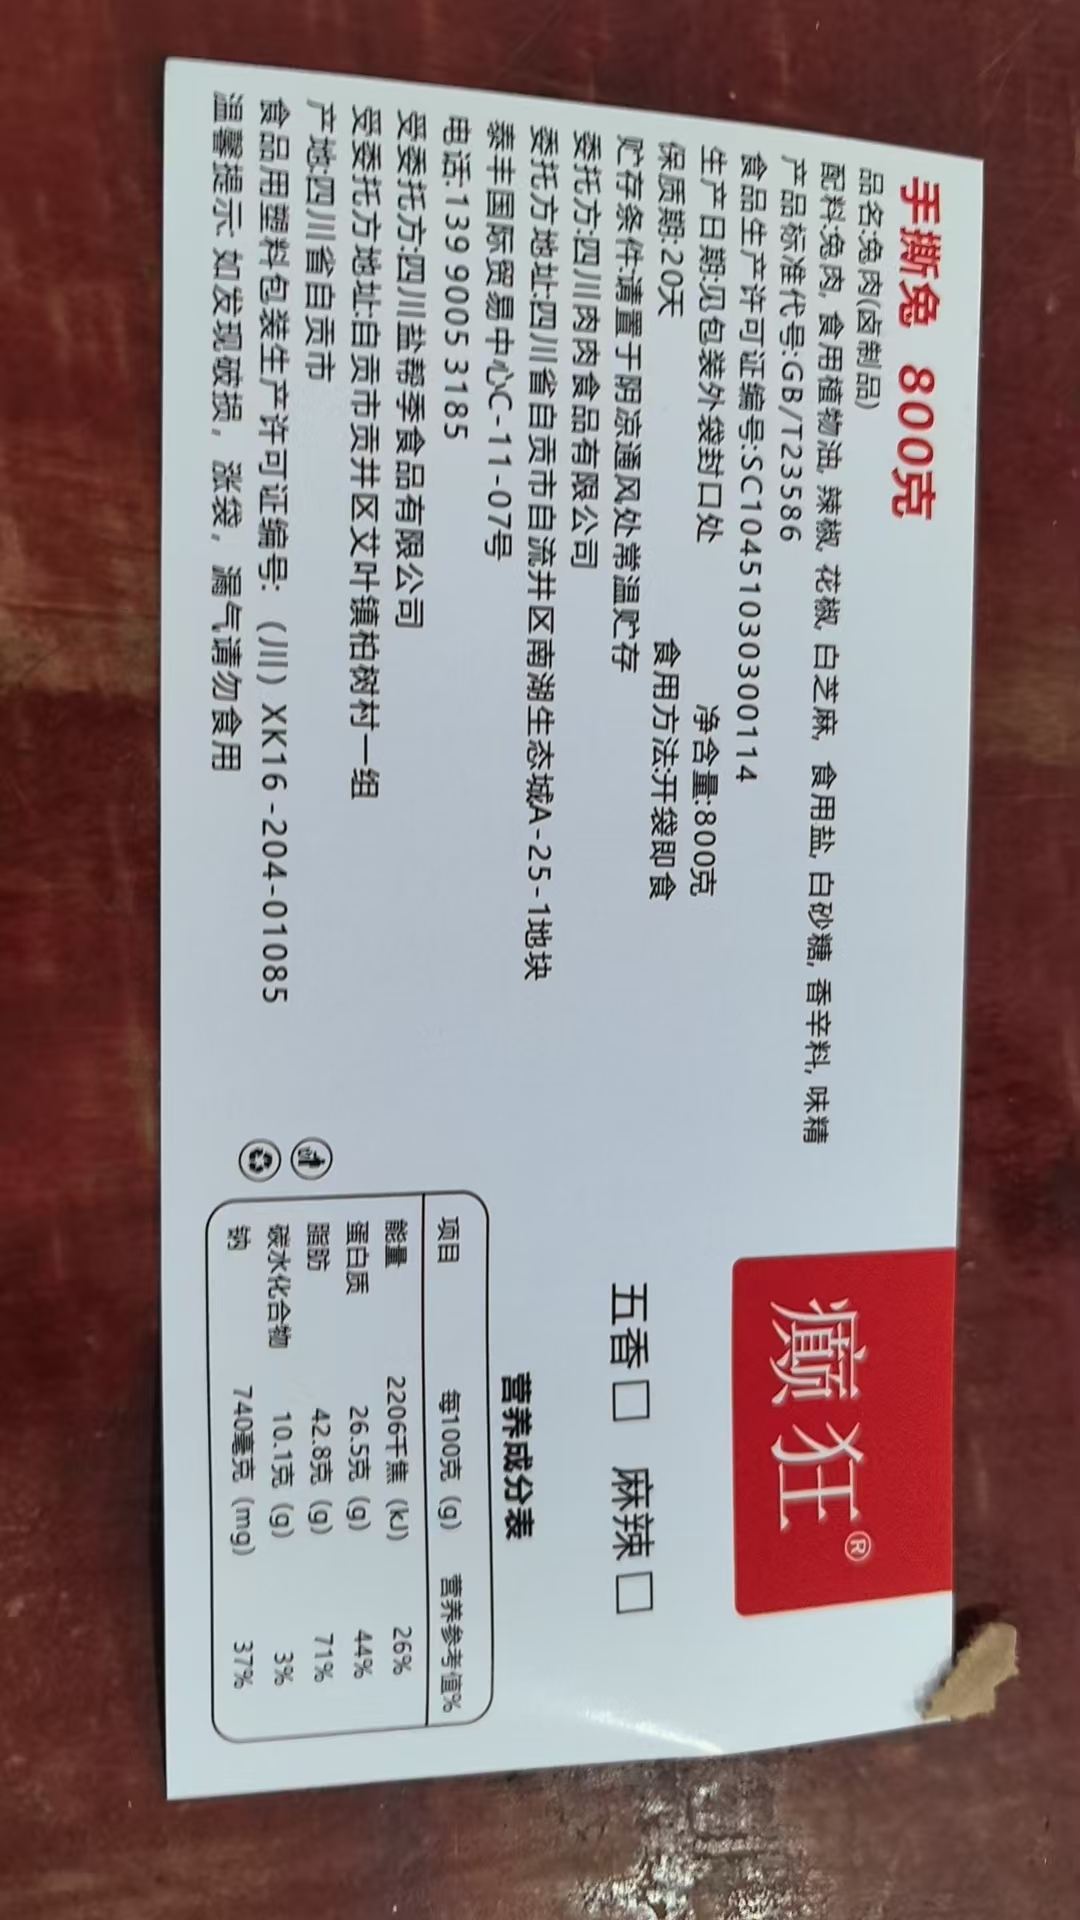 手撕兔 800克
品名:兔肉(卤制品)
配料:兔肉, 食用植物油, 辣椒, 花椒, 白芝麻, 食用盐, 白砂糖, 香辛料, 味精
产品标准代号:GB/T23586
食品生产许可证编号:SC10451030300114
生产日期:见包装外袋封口处 净含量:800克
保质期:20天 食用方法:开袋即食
贮存条件:请置于阴凉通风处常温贮存
委托方:四川肉肉食品有限公司
委托方地址:四川省自贡市自流井区南湖生态城A-25-1地块
泰丰国际贸易中心C-11-07号
电话:139 9005 3185
受委托方:四川盐帮季食品有限公司
受委托方地址:自贡市贡井区艾叶镇柏树村一组
产地:四川省自贡市
食品用塑料包装生产许可证编号:（川）XK16-204-01085
温馨提示: 如发现破损，涨袋，漏气请勿食用
癫狂®
五香□ 麻辣□
营养成分表
项目 每100克（g） 营养参考值%
能量 2206千焦（kJ） 26%
蛋白质 26.5克（g） 44%
脂肪 42.8克（g） 71%
碳水化合物 10.1克（g） 3%
钠 740毫克（mg） 37%